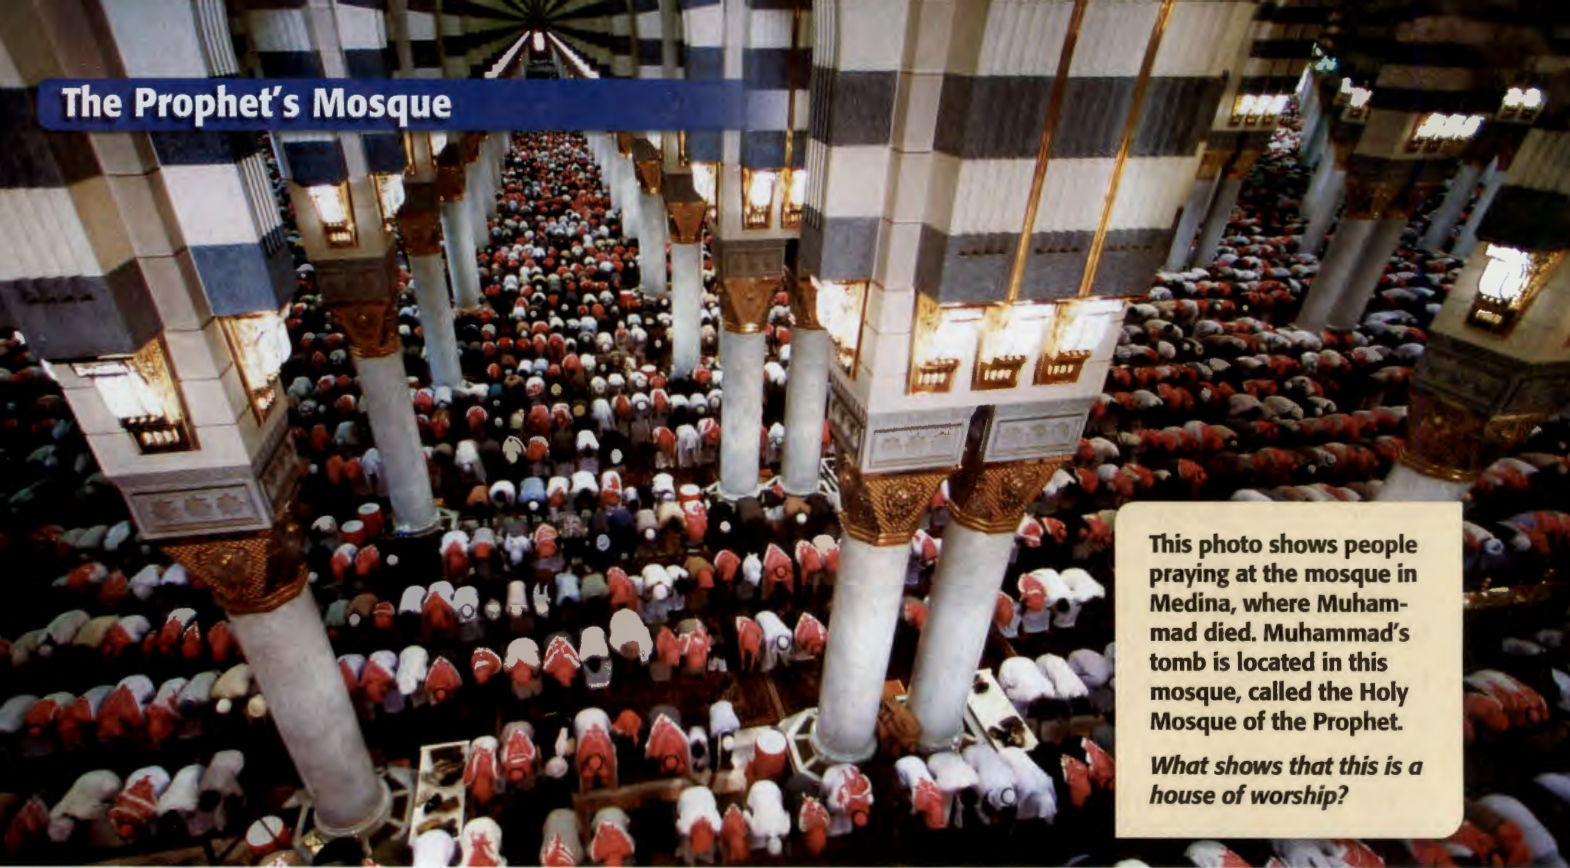 The Prophet's Mosque
This photo shows people
praying at the mosque in
Medina, where Muham-
mad died. Muhammad's
tomb is located in this
mosque, called the Holy
Mosque of the Prophet.
What shows that this is a
house of worship?